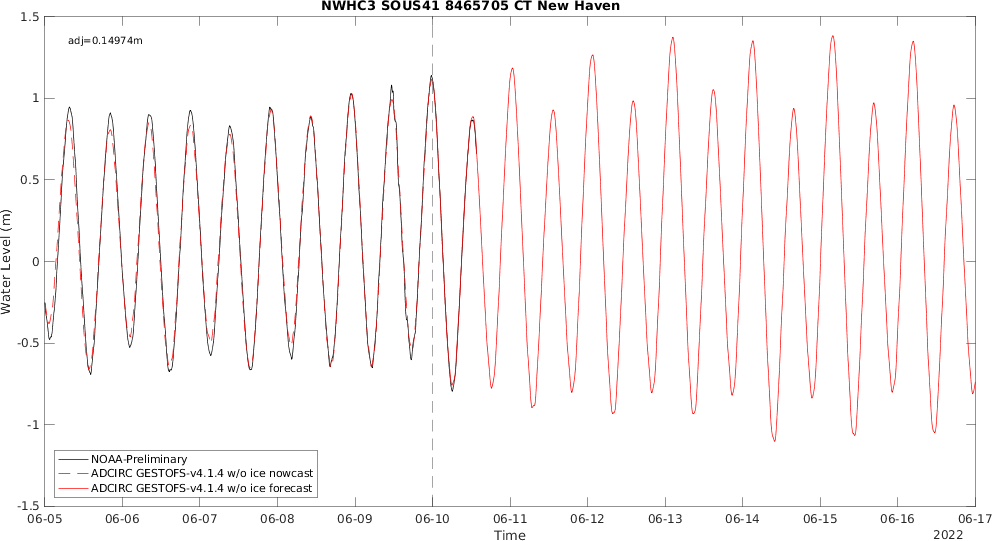 NWHC3 SOUS41 8465705 CT New Haven
adj=0.14974m
1.5
1
0.5
0
-0.5
-1
-1.5
Water Level (m)
NOAA-Preliminary
ADCIRC GESTOFS-v4.1.4 w/o ice nowcast
ADCIRC GESTOFS-v4.1.4 w/o ice forecast
06-05 06-06 06-07 06-08 06-09 06-10 06-11 06-12 06-13 06-14 06-15 06-16 06-17
Time
2022